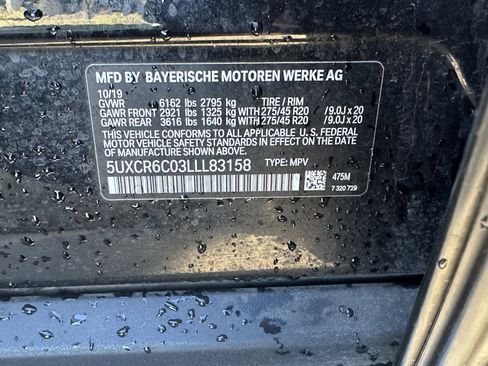 MFD BY BAYERISCHE MOTOREN WERKE AG
10/19
GVWR 6162 lbs 2795 kg TIRE / RIM
GAWR FRONT 2921 lbs 1325 kg 275/45 R20 / 9.0J x 20
GAWR REAR 3616 lbs 1640 kg 275/45 R20 / 9.0J x 20
THIS VEHICLE CONFORMS TO ALL APPLICABLE U.S. FEDERAL
MOTOR VEHICLE SAFETY STANDARDS IN EFFECT ON THE DATE
OF MANUFACTURE SHOWN ABOVE.
5UXCR6C03LLL83158 TYPE: MPV
475M
7 320 729